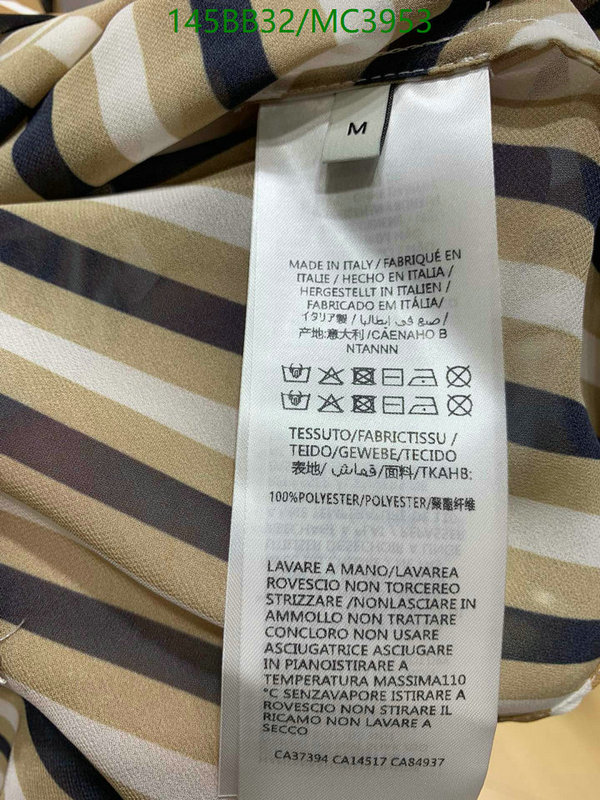 145BB32/MC3953
M
MADE IN ITALY/FABRIQUÉ EN
ITALIE / HECHO EN ITALIA /
HERGESTELLT IN ITALIEN /
FABRICADO EM ITÁLIA/
イタリア製 / صنع في إيطاليا /
产地:意大利/CAENAHO B
NTANNN
TESSUTO/FABRICTISSU /
TEIDO/GEWEBE/TECIDO
表地/ قماش /面料/TKAHB:
100%POLYESTER/POLYESTER/聚酯纤维
LAVARE A MANO/LAVAREA
ROVESCIO NON TORCEREO
STRIZZARE /NONLASCIARE IN
AMMOLLO NON TRATTARE
CONCLORO NON USARE
ASCIUGATRICE ASCIUGARE
IN PIANOISTIRARE A
TEMPERATURA MASSIMA110
°C SENZAVAPORE ISTIRARE A
ROVESCIO NON STIRARE IL
RICAMO NON LAVARE A
SECCO
CA37394 CA14517 CA84937